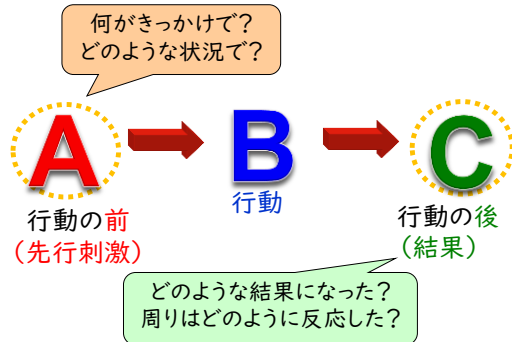 何がきっかけで？
どのような状況で？
A
B
C
行動の前
（先行刺激）
行動
行動の後
（結果）
どのような結果になった？
周りはどのように反応した？